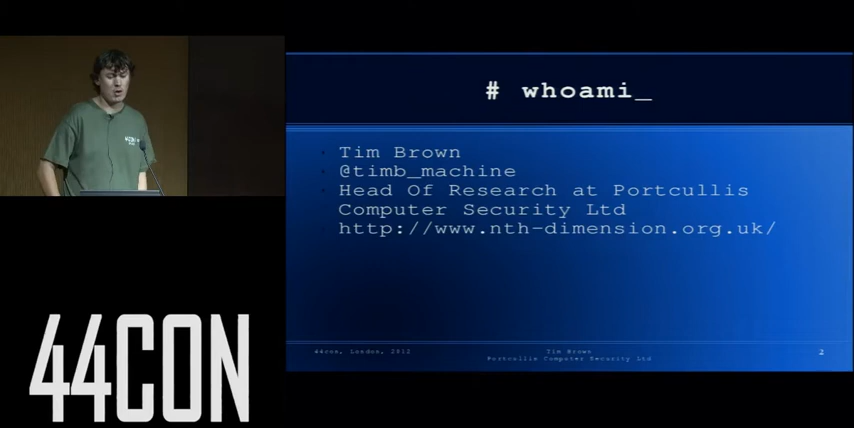 # whoami_
Tim Brown
@timb_machine
Head Of Research at Portcullis
Computer Security Ltd
http://www.nth-dimension.org.uk/
44con, London, 2012
Tim Brown
Portcullis Computer Security Ltd
2
44CON